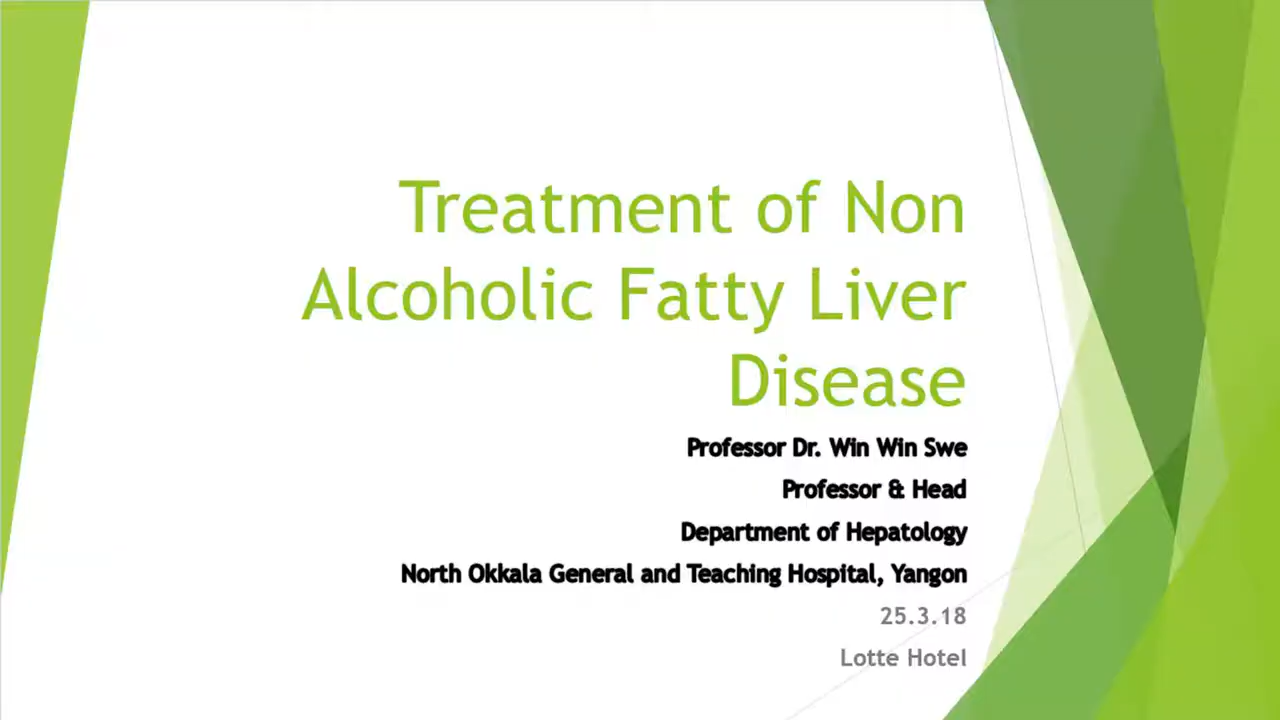 Treatment of Non
Alcoholic Fatty Liver
Disease
Professor Dr. Win Win Swe
Professor & Head
Department of Hepatology
North Okkala General and Teaching Hospital, Yangon
25.3.18
Lotte Hotel